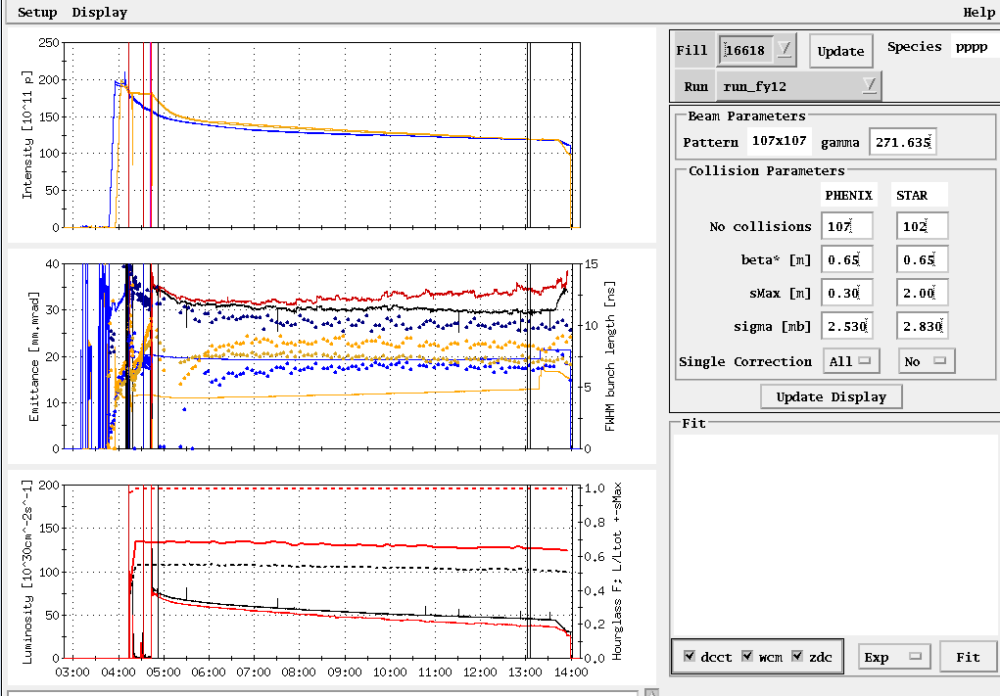 Setup Display Help
Fill 16618 Update Species pppp
Run run_fy12
Beam Parameters
Pattern 107x107 gamma 271.635
Collision Parameters
PHENIX STAR
No collisions 107 102
beta* [m] 0.65 0.65
sMax [m] 0.30 2.00
sigma [mb] 2.530 2.830
Single Correction All No
Update Display
Fit
dcct wcm zdc Exp Fit
Intensity [10^11 p]
250
200
150
100
50
0
Emittance [mm.mrad]
40
30
20
10
0
15
10
5
0
FWHM bunch length [ns]
Luminosity [10^30cm^-2s^-1]
200
150
100
50
0
1.0
0.8
0.6
0.4
0.2
0.0
Hourglass F; L/Ltot +-sMax
03:00 04:00 05:00 06:00 07:00 08:00 09:00 10:00 11:00 12:00 13:00 14:00